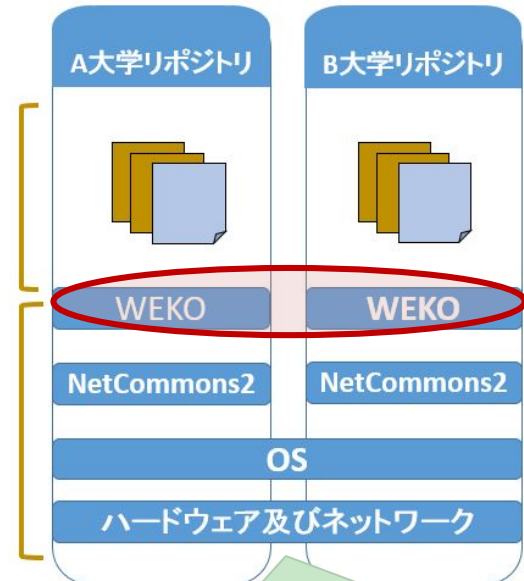 A大学リポジトリ
B大学リポジトリ
WEKO
WEKO
NetCommons2
NetCommons2
OS
ハードウェア及びネットワーク